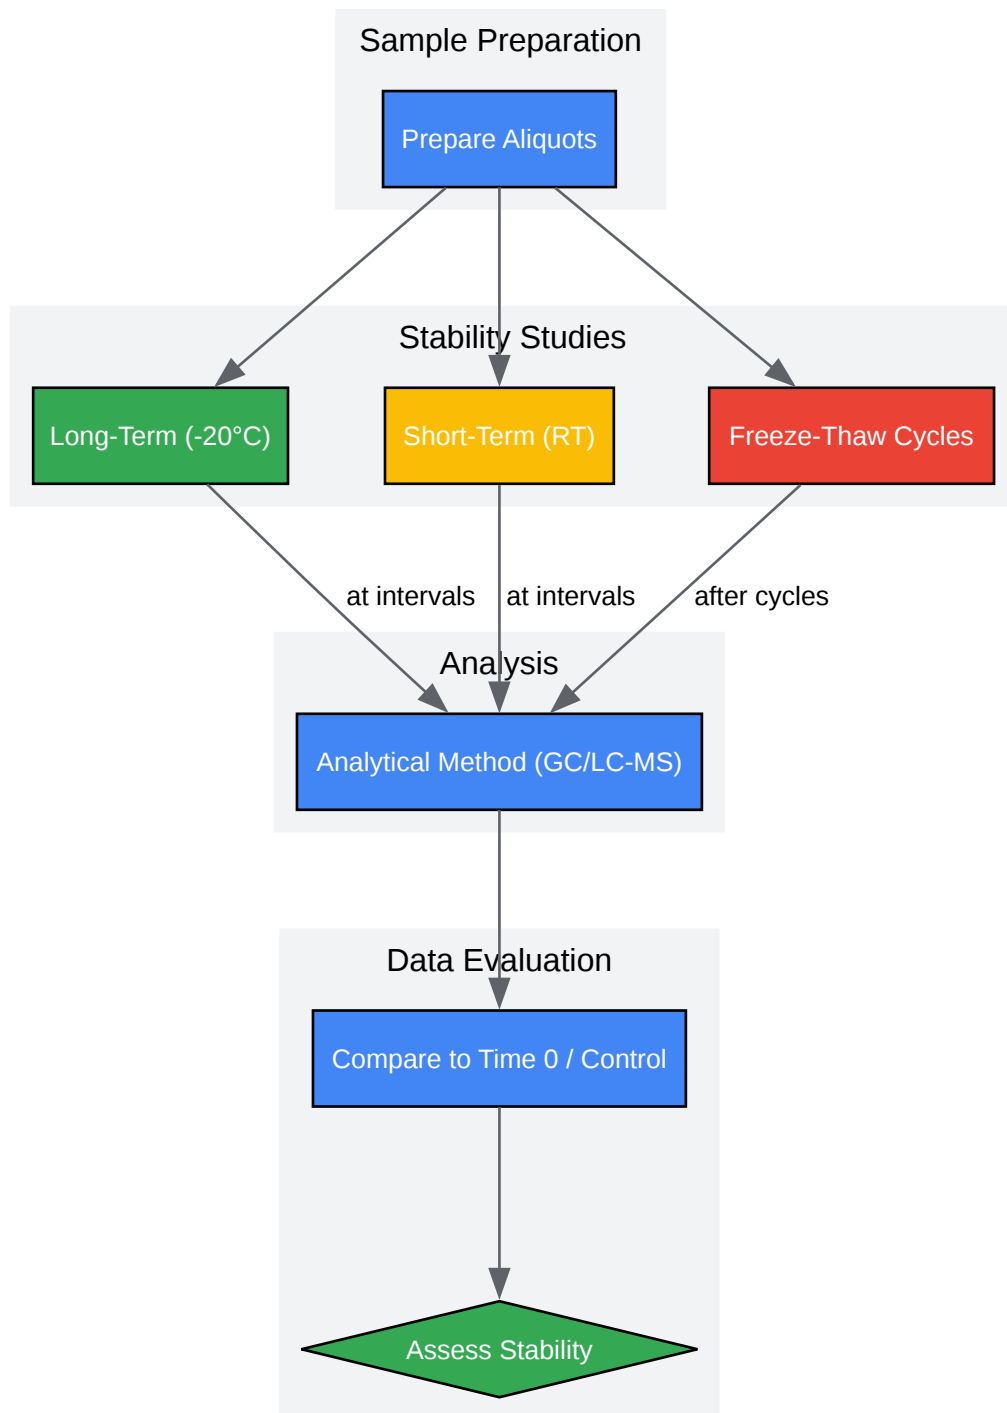 Sample Preparation
Prepare Aliquots
Stability Studies
Long-Term (-20°C)
Short-Term (RT)
Freeze-Thaw Cycles
at intervals
at intervals
after cycles
Analysis
Analytical Method (GC/LC-MS)
Data Evaluation
Compare to Time 0 / Control
Assess Stability